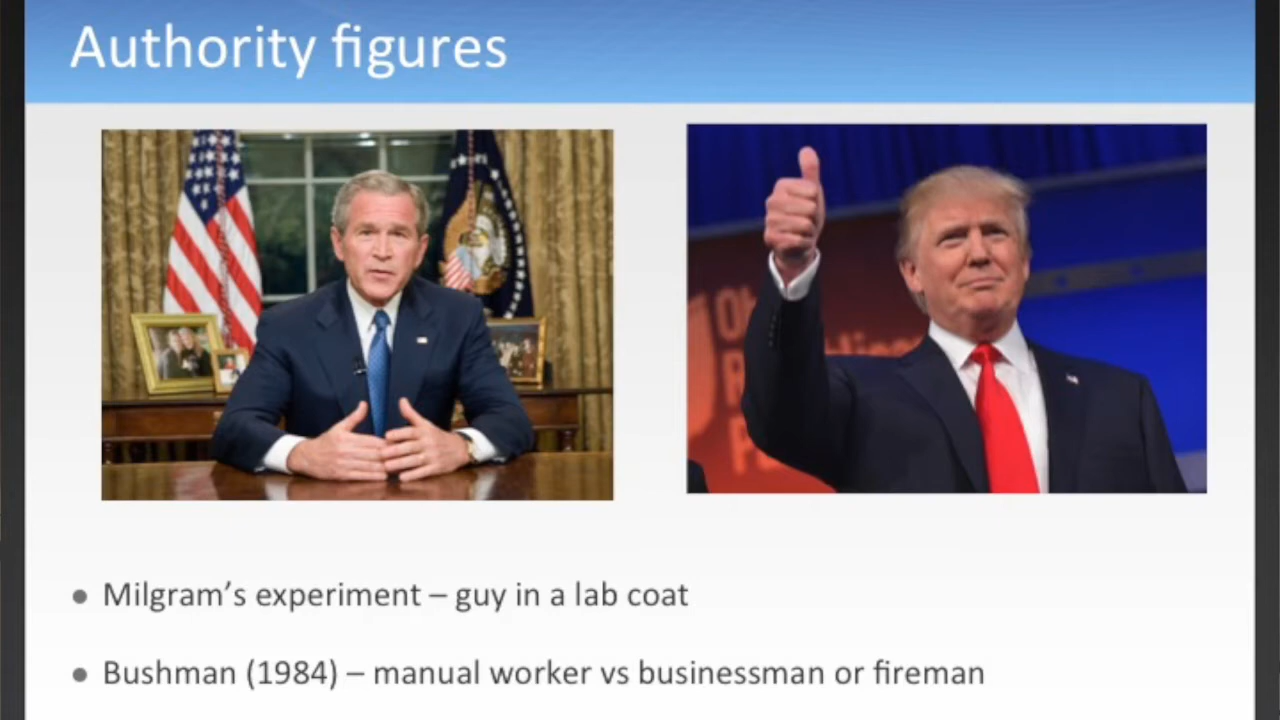 Authority figures
• Milgram’s experiment – guy in a lab coat
• Bushman (1984) – manual worker vs businessman or fireman